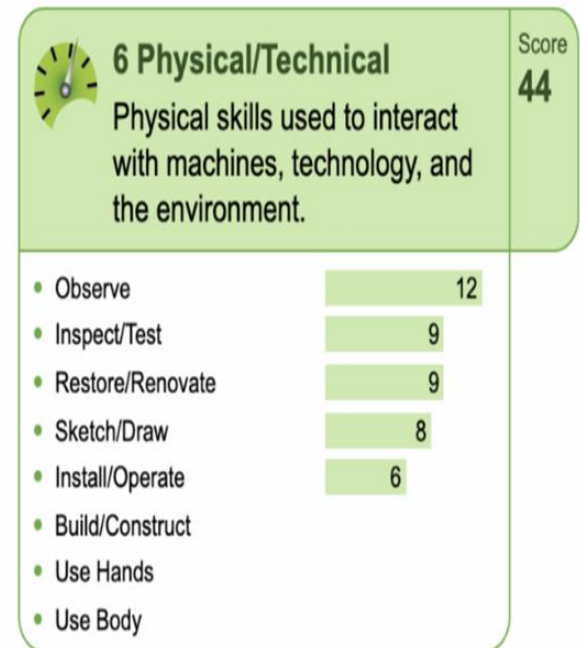 6 Physical/Technical
Score
44
Physical skills used to interact
with machines, technology, and
the environment.
• Observe 12
• Inspect/Test 9
• Restore/Renovate 9
• Sketch/Draw 8
• Install/Operate 6
• Build/Construct
• Use Hands
• Use Body